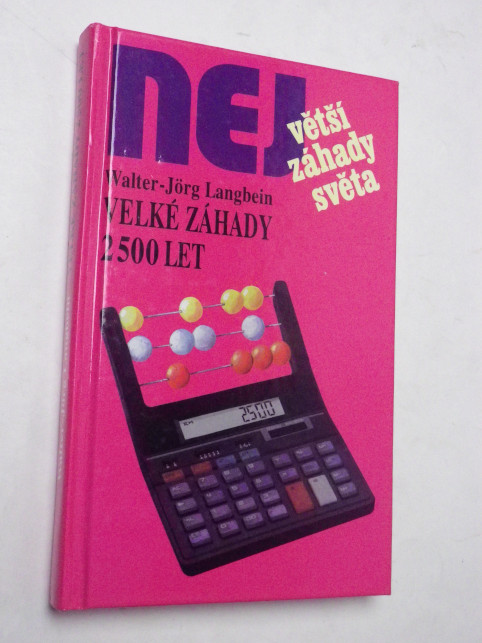 NEJ
větší
záhady
světa
Walter-Jörg Langbein
VELKÉ ZÁHADY
2500 LET
2500